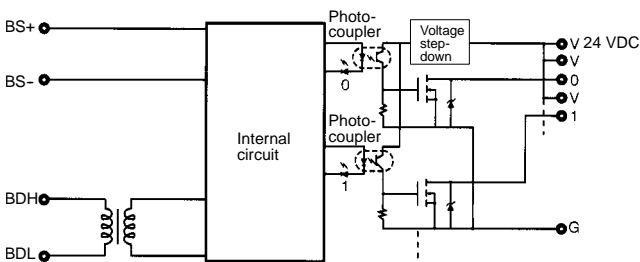 BS+
BS−
BDH
BDL
Internal
circuit
Photo-
coupler
0
Photo-
coupler
1
Voltage
step-
down
V 24 VDC
V
0
V
1
G